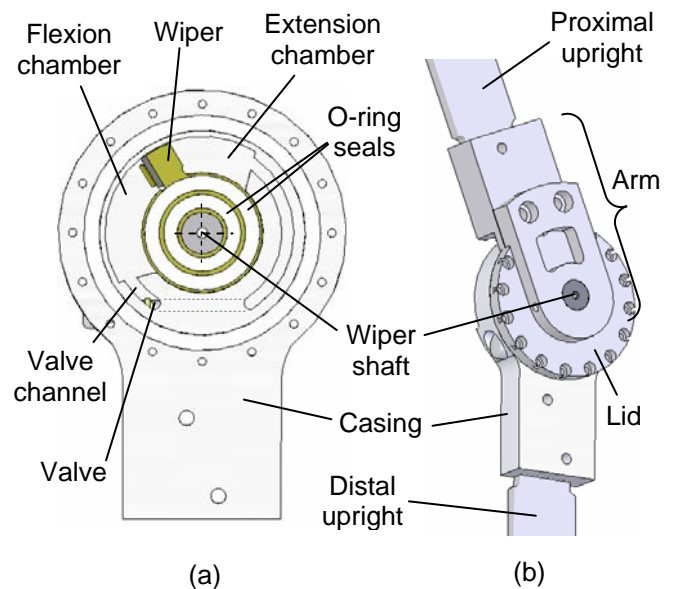 Flexion
chamber
Wiper
Extension
chamber
O-ring
seals
Proximal
upright
Arm
Wiper
shaft
Valve
channel
Casing
Lid
Valve
Distal
upright
(a)
(b)